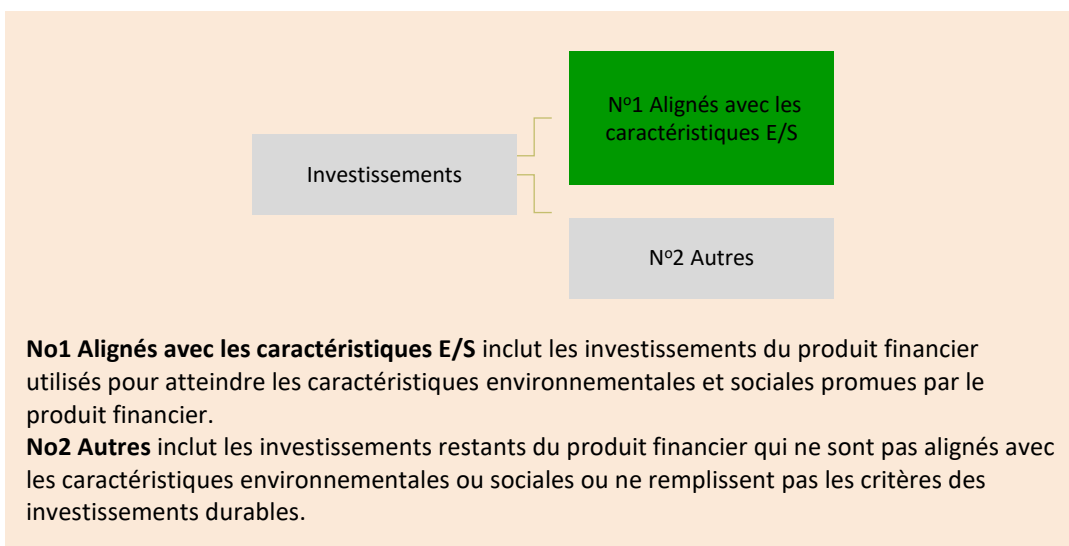 Nº1 Alignés avec les
caractéristiques E/S
Investissements
Nº2 Autres
No1 Alignés avec les caractéristiques E/S inclut les investissements du produit financier
utilisés pour atteindre les caractéristiques environnementales et sociales promues par le
produit financier.
No2 Autres inclut les investissements restants du produit financier qui ne sont pas alignés avec
les caractéristiques environnementales ou sociales ou ne remplissent pas les critères des
investissements durables.